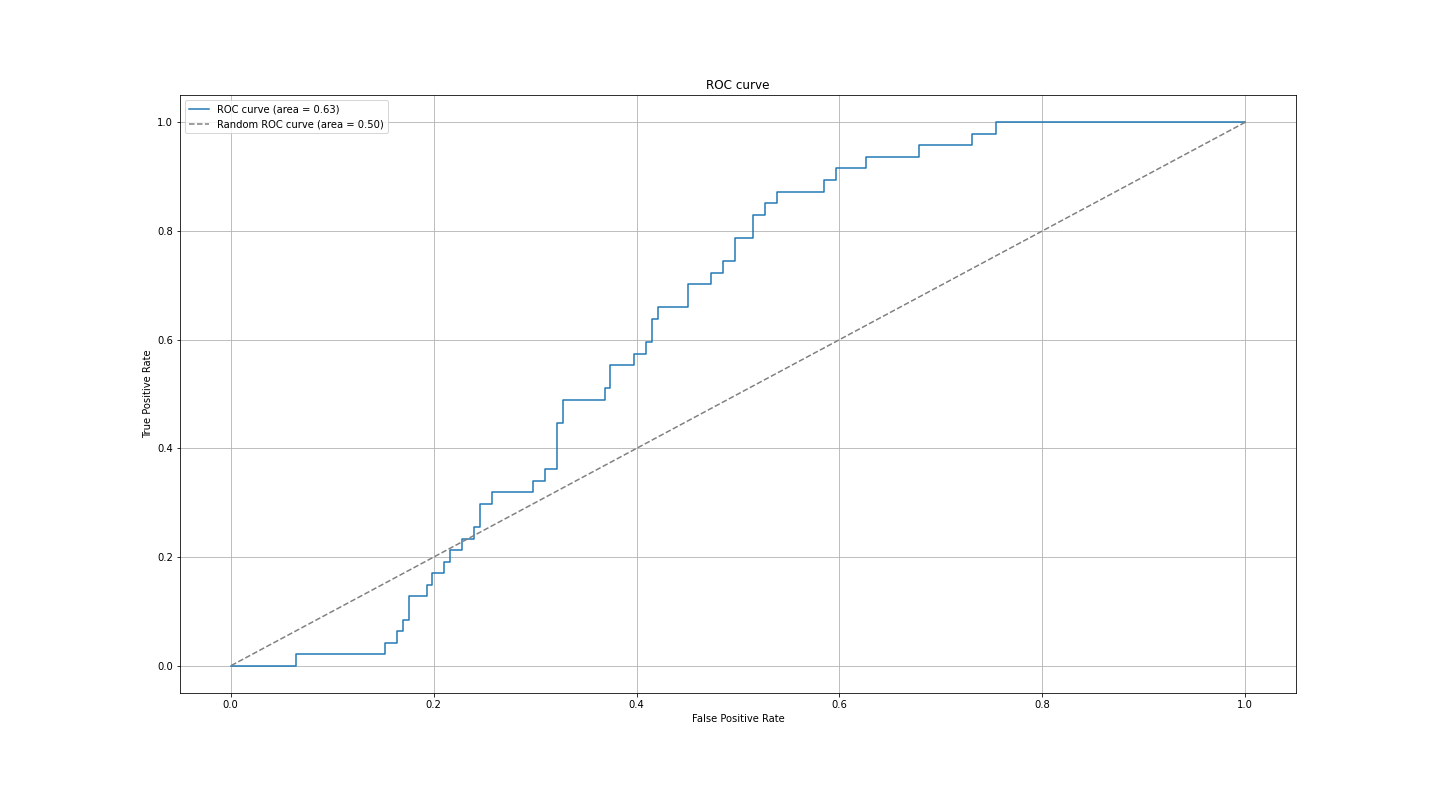 ROC curve
ROC curve (area = 0.63)
Random ROC curve (area = 0.50)
1.0
0.8
0.6
0.4
0.2
0.0
True Positive Rate
0.0 0.2 0.4 0.6 0.8 1.0
False Positive Rate